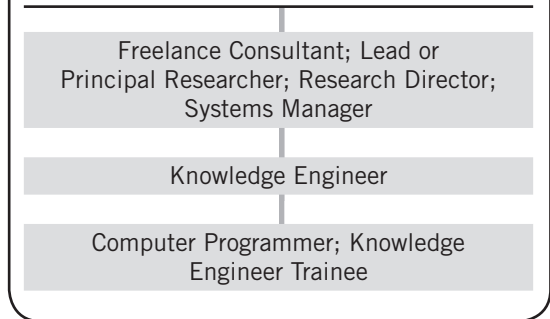 Freelance Consultant; Lead or
Principal Researcher; Research Director;
Systems Manager
Knowledge Engineer
Computer Programmer; Knowledge
Engineer Trainee